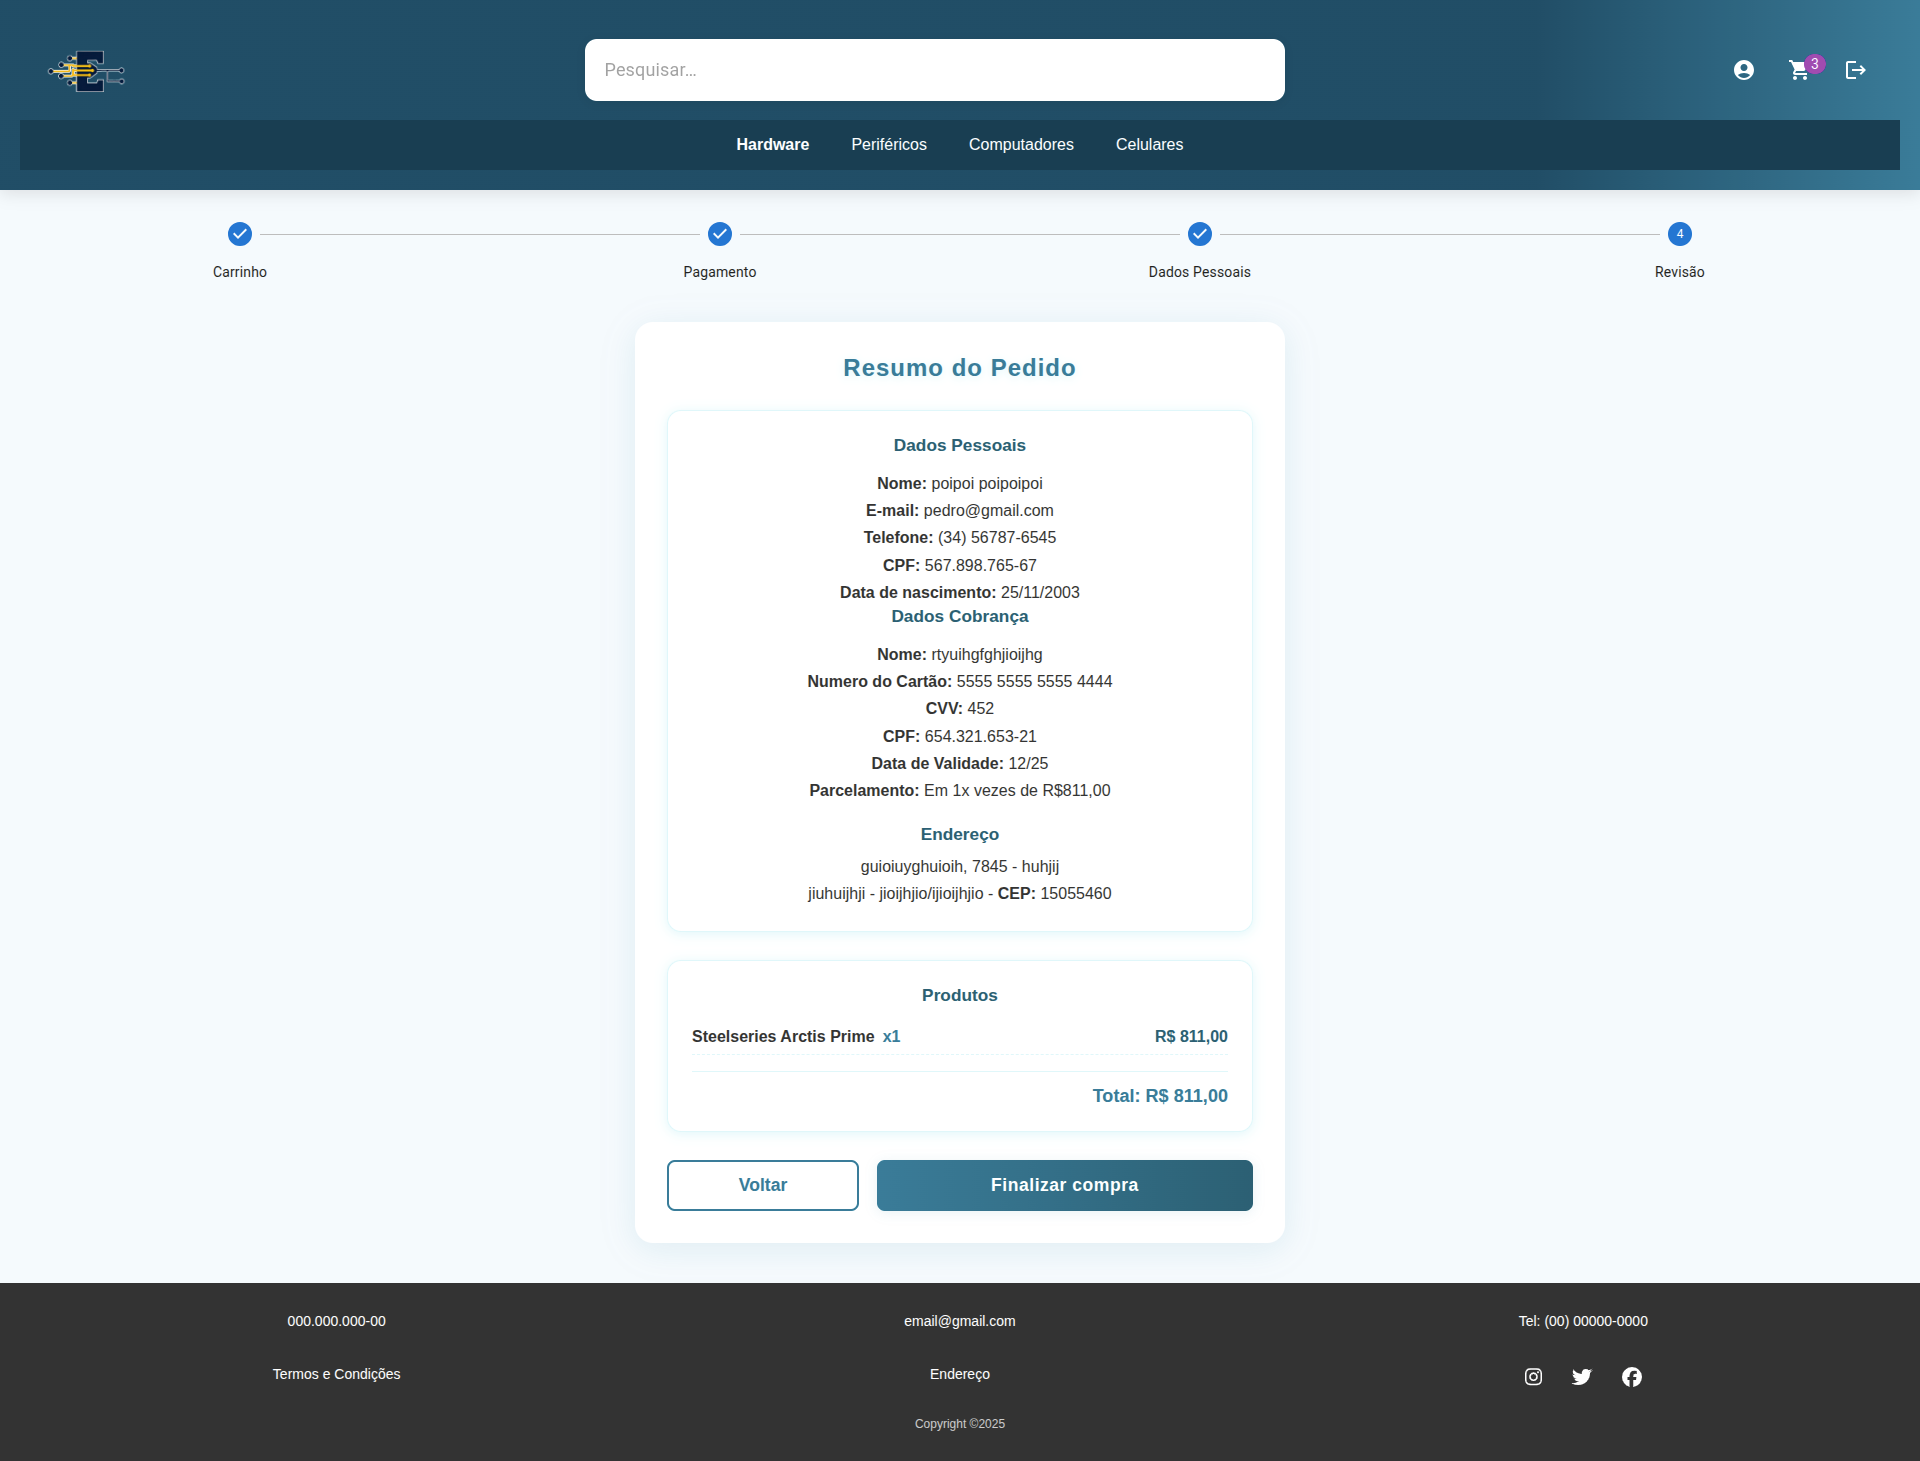 Pesquisar...
3
Hardware Periféricos Computadores Celulares
4
Carrinho Pagamento Dados Pessoais Revisão
Resumo do Pedido
Dados Pessoais
Nome: poipoi poipoipoi
E-mail: pedro@gmail.com
Telefone: (34) 56787-6545
CPF: 567.898.765-67
Data de nascimento: 25/11/2003
Dados Cobrança
Nome: rtyuihgfghjioijhg
Numero do Cartão: 5555 5555 5555 4444
CVV: 452
CPF: 654.321.653-21
Data de Validade: 12/25
Parcelamento: Em 1x vezes de R$811,00
Endereço
guioiuyghuioih, 7845 - huhjij
jiuhuijhji - jioijhjio/ijioijhjio - CEP: 15055460
Produtos
Steelseries Arctis Prime x1 R$ 811,00
Total: R$ 811,00
Voltar Finalizar compra
000.000.000-00 email@gmail.com Tel: (00) 00000-0000
Termos e Condições Endereço
Copyright ©2025